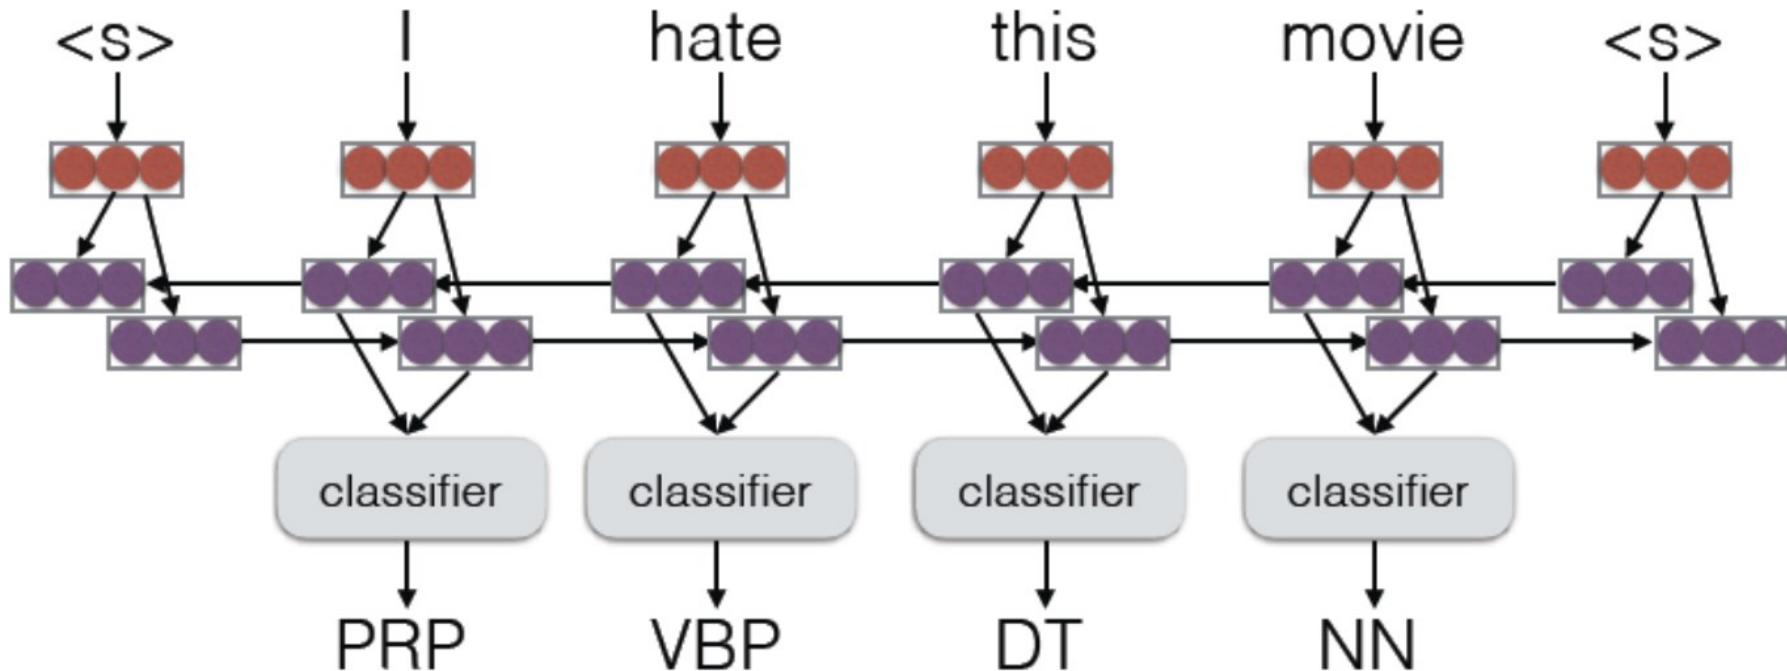 <s> I hate this movie <s>
classifier classifier classifier classifier
PRP VBP DT NN